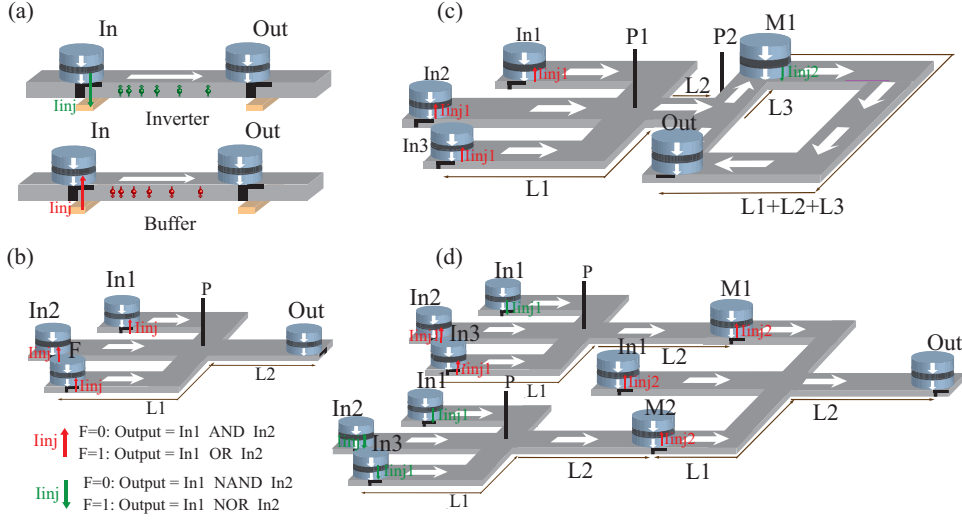 (a)
In
Out
Iinj
Inverter
In
Out
Iinj
Buffer
(c)
M1
In1
P1
P2
Iinj1
Iinj2
In2
L2
Iinj1
L3
Out
In3
Iinj1
L1
L1+L2+L3
(b)
In1
P
In2
Out
Iinj
Iinj
F
Iinj
L2
L1
Iinj
F=0: Output = In1 AND In2
F=1: Output = In1 OR In2
Iinj
F=0: Output = In1 NAND In2
F=1: Output = In1 NOR In2
(d)
In1
P
M1
In2
Iinj1
In3
Iinj1
Iinj2
Iinj1
L2
In1
Out
L1
Iinj2
In1
P
Iinj1
L2
In2
M2
In3
Iinj1
Iinj2
Iinj1
L2
L1
L1